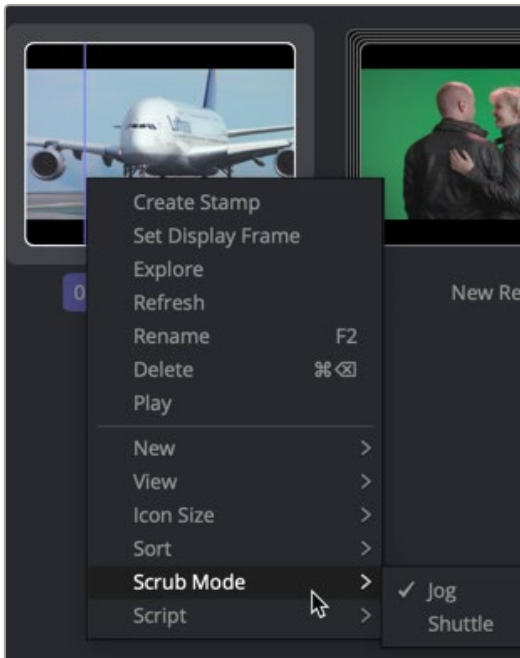 0
New Re
Create Stamp
Set Display Frame
Explore
Refresh
Rename F2
Delete ⌘⌫
Play
New >
View >
Icon Size >
Sort >
Scrub Mode >
Script >
✓ Jog
Shuttle